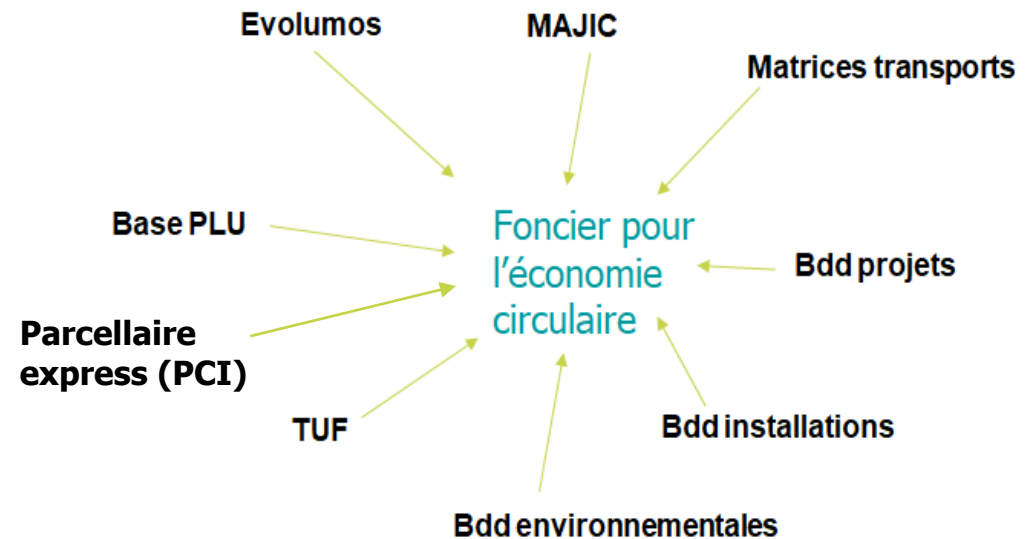 Evolumos
MAJIC
Matrices transports
Base PLU
Foncier pour
l'économie
circulaire
Bdd projets
Parcellaire
express (PCI)
TUF
Bdd installations
Bdd environnementales